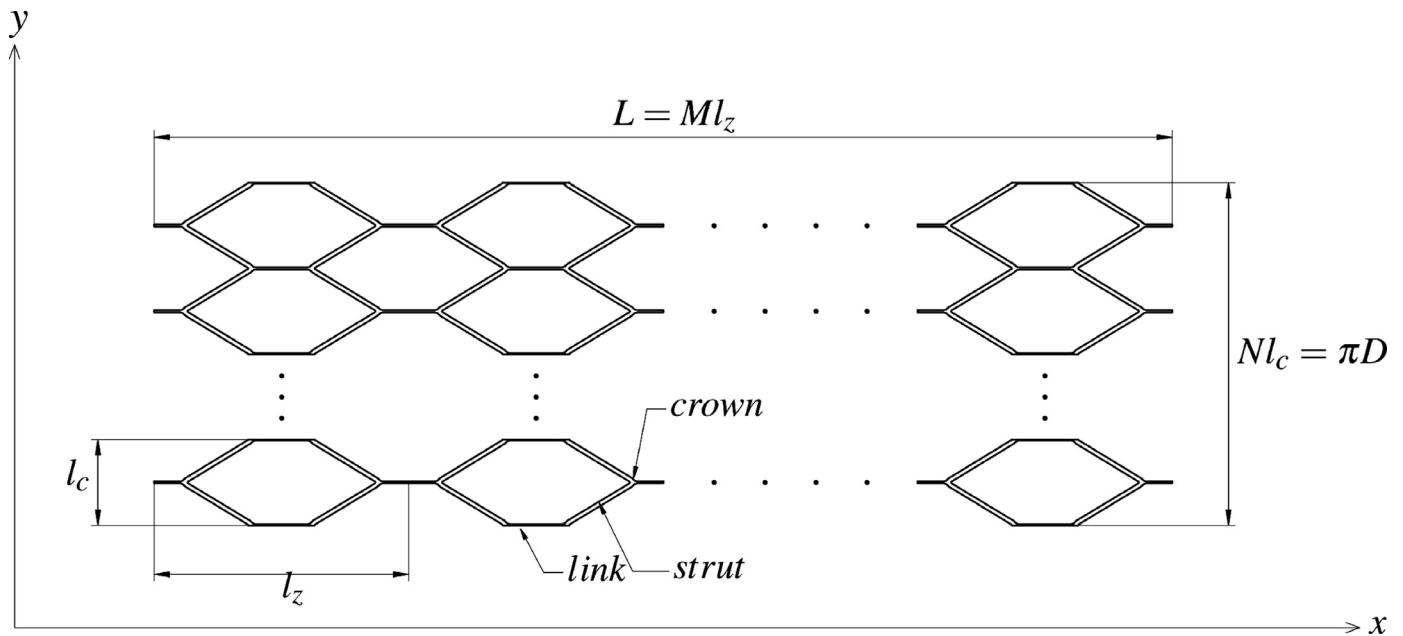 y
L = Ml_z
Nl_c = πD
crown
l_c
link
strut
l_z
x